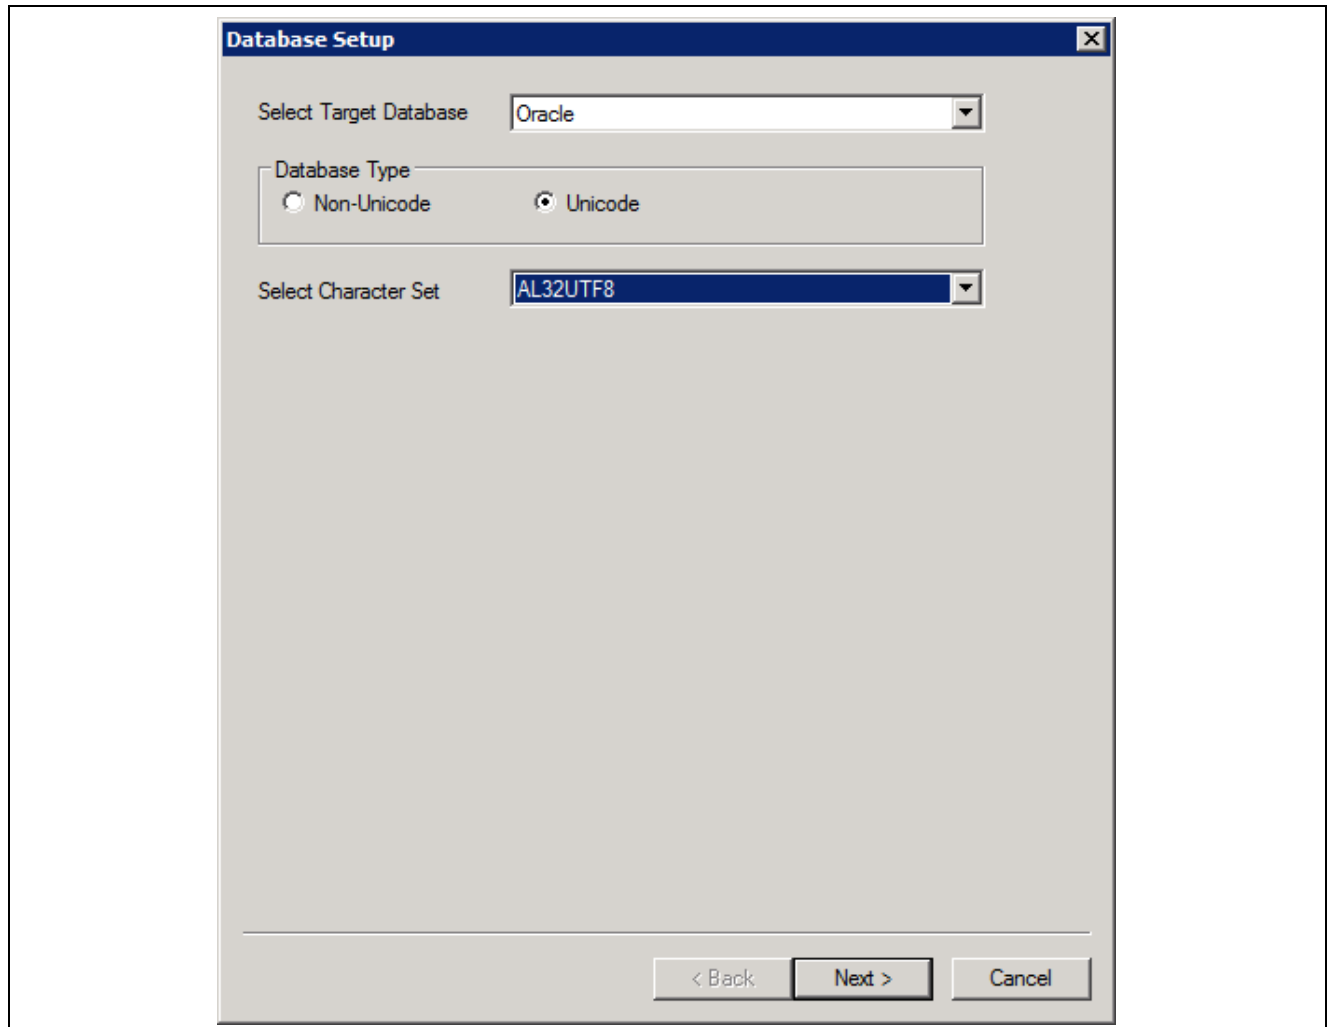 Database Setup
Select Target Database Oracle
Database Type
Non-Unicode Unicode
Select Character Set AL32UTF8
< Back Next > Cancel